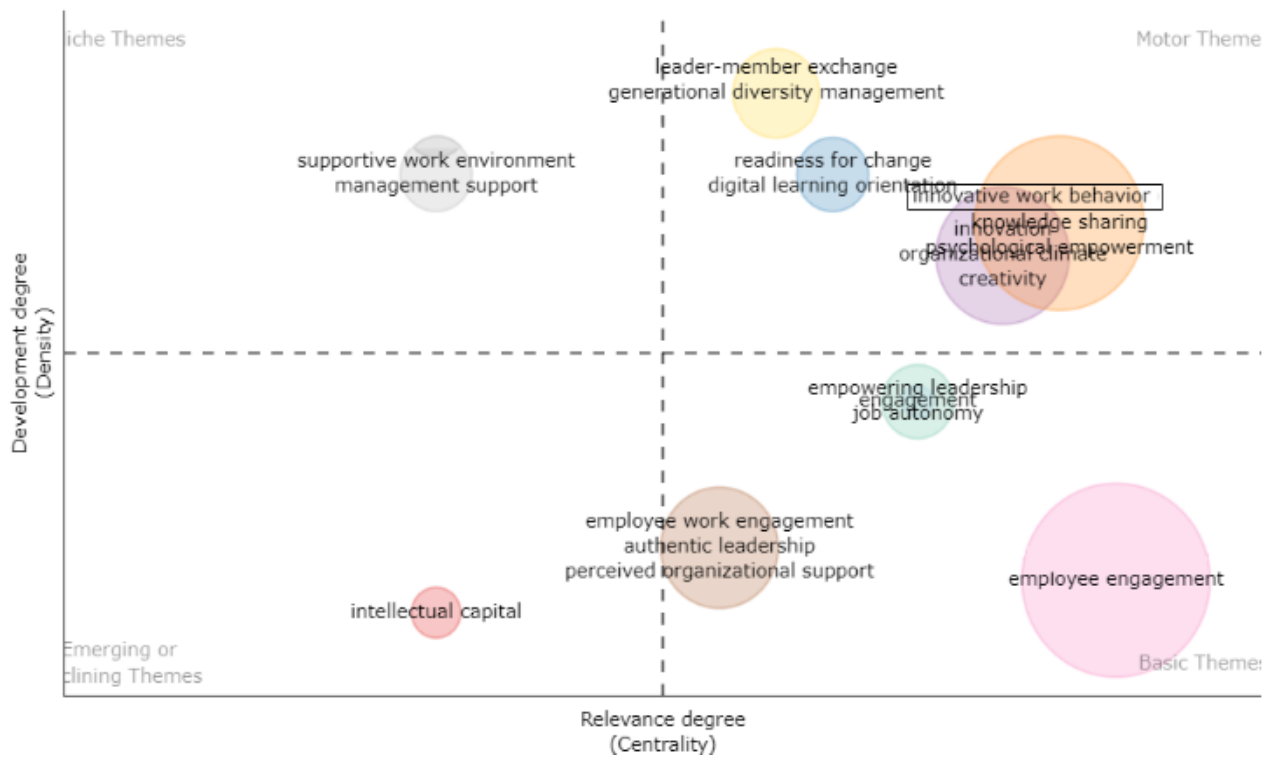 iche Themes
Motor Theme
leader-member exchange
generational diversity management
supportive work environment
management support
readiness for change
digital learning orientation
innovative work behavior
knowledge sharing
psychological empowerment
innovation
organizational climate
creativity
Development degree
(Density)
empowering leadership
engagement
job autonomy
employee work engagement
authentic leadership
perceived organizational support
employee engagement
intellectual capital
Emerging or
clining Themes
Basic Themes
Relevance degree
(Centrality)